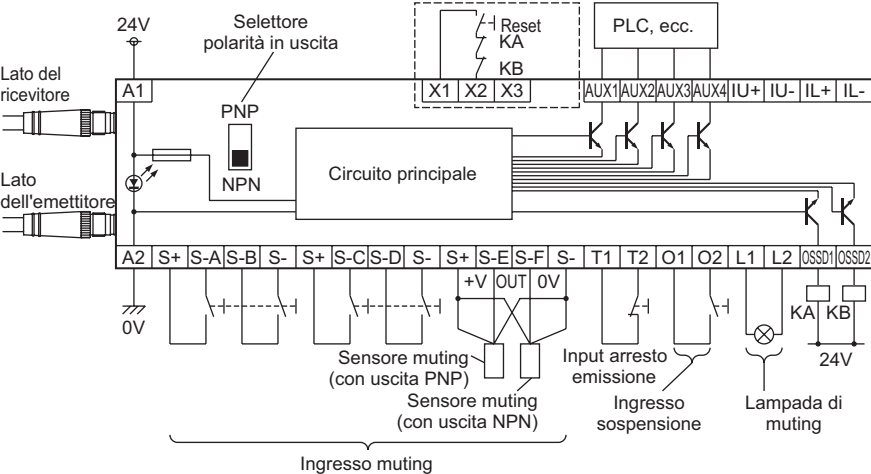 24V
Selettore
polarità in uscita
Reset
KA
KB
PLC, ecc.
Lato del
ricevitore
A1
X1 X2 X3
AUX1 AUX2 AUX3 AUX4 IU+ IU- IL+ IL-
PNP
NPN
Circuito principale
Lato
dell'emettitore
A2 S+ S-A S-B S- S+ S-C S-D S- S+ S-E S-F S- T1 T2 O1 O2 L1 L2 OSSD1 OSSD2
+V OUT 0V
0V
KA KB
24V
Sensore muting
(con uscita PNP)
Sensore muting
(con uscita NPN)
Input arresto
emissione
Ingresso
sospensione
Lampada di
muting
Ingresso muting